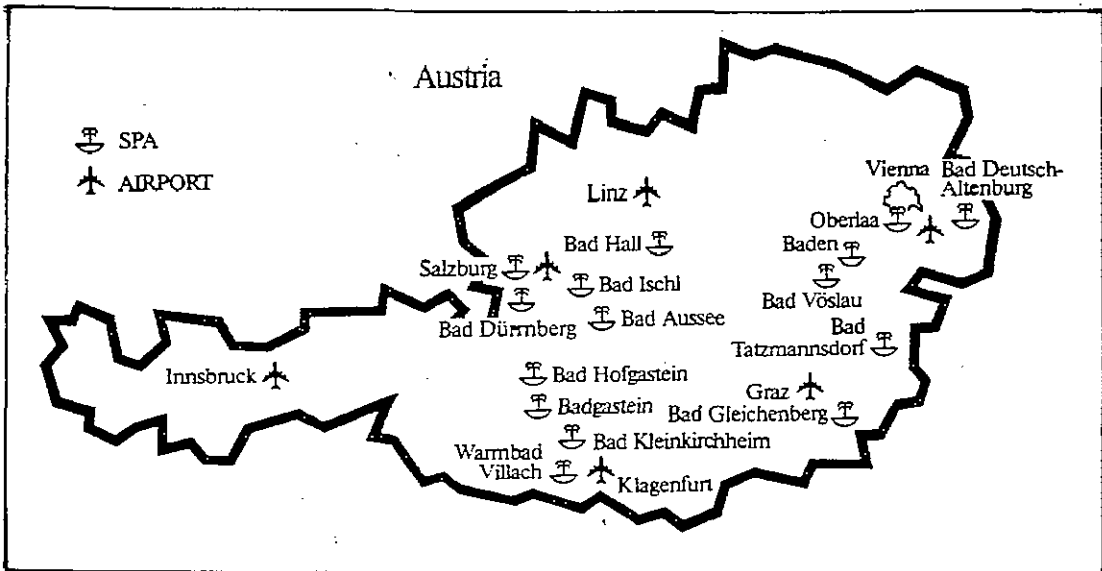 Austria
SPA
AIRPORT
Vienna
Bad Deutsch-
Altenburg
Linz
Oberlaa
Bad Hall
Baden
Salzburg
Bad Ischl
Bad Vöslau
Bad Dürrnberg
Bad Aussee
Bad
Tatzmannsdorf
Innsbruck
Bad Hofgastein
Graz
Badgastein
Bad Gleichenberg
Bad Kleinkirchheim
Warmbad
Villach
Klagenfurt